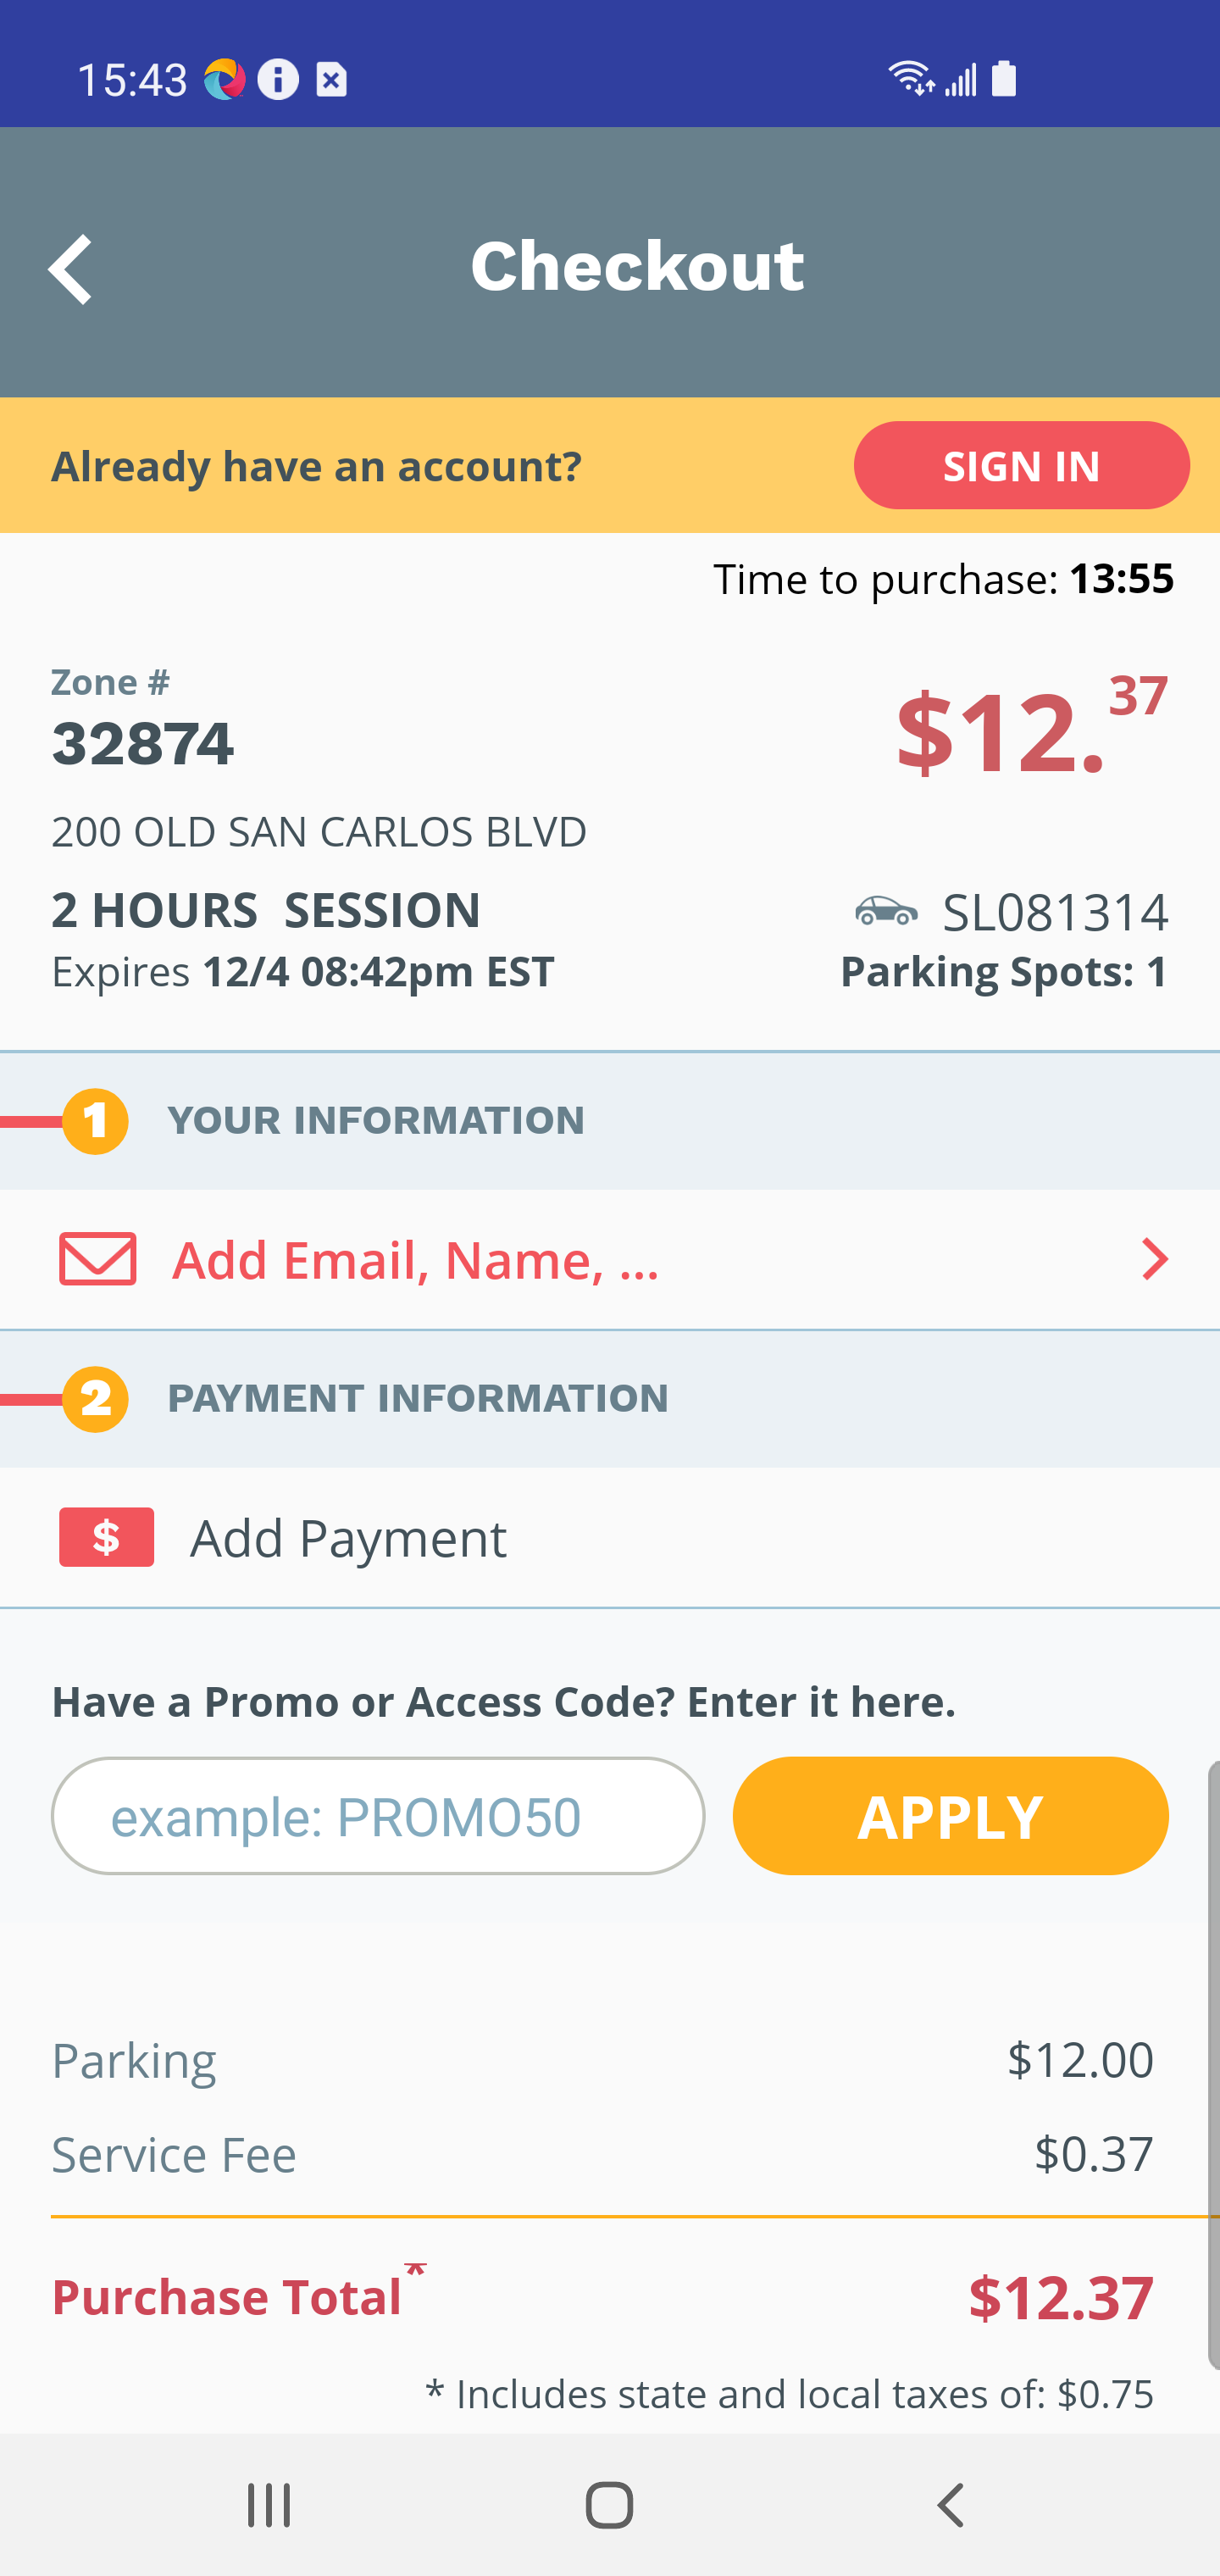 15:43
Checkout
Already have an account?
SIGN IN
Time to purchase: 13:55
Zone #
32874
$12.37
200 OLD SAN CARLOS BLVD
2 HOURS SESSION
SL081314
Expires 12/4 08:42pm EST
Parking Spots: 1
1 YOUR INFORMATION
Add Email, Name, ...
2 PAYMENT INFORMATION
$ Add Payment
Have a Promo or Access Code? Enter it here.
example: PROMO50
APPLY
Parking $12.00
Service Fee $0.37
Purchase Total* $12.37
* Includes state and local taxes of: $0.75